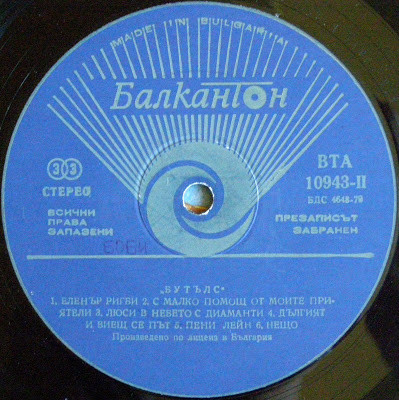 MADE IN BULGARIA
Балкантон
33
СТЕРЕО
ВСИЧКИ
ПРАВА
ЗАПАЗЕНИ
ВТА
10943-II
БДС 4648-79
ПРЕЗАПИСЪТ
ЗАБРАНЕН
„БУТЪЛС"
1. ЕЛЕНЪР РИГБИ 2. С МАЛКО ПОМОЩ ОТ МОИТЕ ПРИ-
ЯТЕЛИ 3. ЛЮСИ В НЕБЕТО С ДИАМАНТИ 4. ДЪЛГИЯТ
И ВИЕЩ СЕ ПЪТ 5. ПЕНИ ЛЕЙН 6. НЕЩО
Произведено по лиценз в България